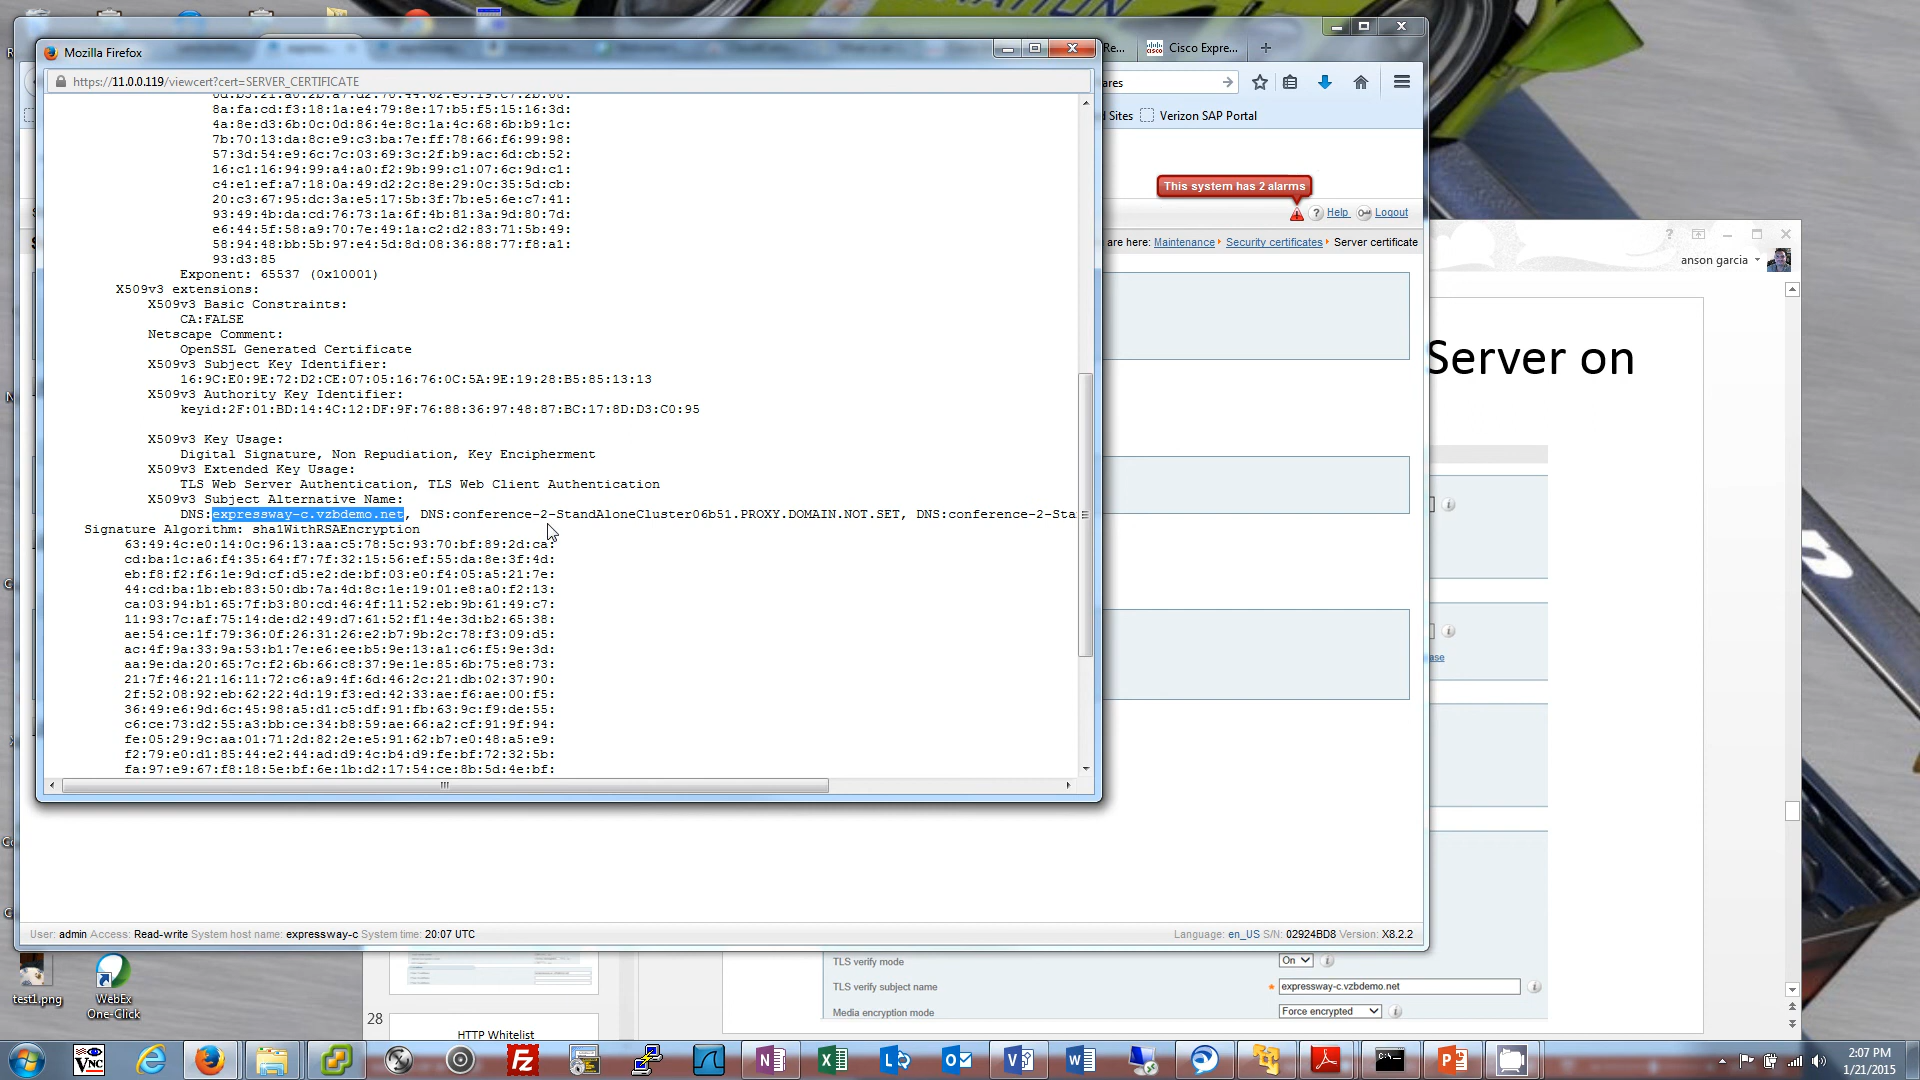 Mozilla Firefox
https://11.0.0.119/viewcert?cert=SERVER_CERTIFICATE
8a:fa:cd:f3:18:1a:e4:79:8e:17:b5:f5:15:16:3d:
4a:8e:d3:6b:0c:0d:86:4e:8c:1a:4c:68:6b:b9:1c:
7b:70:13:da:8c:e9:c3:ba:7e:ff:78:66:f6:99:98:
57:3d:54:e9:6c:7c:03:69:3c:2f:b9:ac:6d:cb:52:
16:c1:16:94:99:a4:a0:f2:9b:99:c1:07:6c:9d:c1:
c4:e1:ef:a7:18:0a:49:d2:2c:8e:29:0c:35:5d:cb:
20:c3:67:95:dc:3a:e5:17:5b:3f:7b:e5:6e:c7:41:
93:49:4b:da:cd:76:73:1a:6f:4b:81:3a:9d:80:7d:
e6:44:5f:58:a9:70:7e:49:1a:c2:d2:83:71:5b:49:
58:94:48:bb:5b:97:e4:5d:8d:08:36:88:77:f8:a1:
93:d3:85
Exponent: 65537 (0x10001)
X509v3 extensions:
X509v3 Basic Constraints:
CA:FALSE
Netscape Comment:
OpenSSL Generated Certificate
X509v3 Subject Key Identifier:
16:9C:E0:9E:72:D2:CE:07:05:16:76:0C:5A:9E:19:28:B5:85:13:13
X509v3 Authority Key Identifier:
keyid:2F:01:BD:14:4C:12:DF:9F:76:88:36:97:48:87:BC:17:8D:D3:C0:95
X509v3 Key Usage:
Digital Signature, Non Repudiation, Key Encipherment
X509v3 Extended Key Usage:
TLS Web Server Authentication, TLS Web Client Authentication
X509v3 Subject Alternative Name:
DNS:expressway-c.vzbdemo.net, DNS:conference-2-StandAloneCluster06b51.PROXY.DOMAIN.NOT.SET, DNS:conference-2-Sta
Signature Algorithm: sha1WithRSAEncryption
63:49:4c:e0:14:0c:96:13:aa:c5:78:5c:93:70:bf:89:2d:ca:
cd:ba:1c:a6:f4:35:64:f7:7f:32:15:56:ef:55:da:8e:3f:4d:
eb:f8:f2:f6:1e:9d:cf:d5:e2:de:bf:03:e0:f4:05:a5:21:7e:
44:cd:ba:1b:eb:83:50:db:7a:4d:8c:1e:19:01:e8:a0:f2:13:
ca:03:94:b1:65:7f:b3:80:cd:46:4f:11:52:eb:9b:61:49:c7:
11:93:7c:af:75:14:de:d2:49:d7:61:52:f1:4e:3d:b2:65:38:
ae:54:ce:1f:79:36:0f:26:31:26:e2:b7:9b:2c:78:f3:09:d5:
ac:4f:9a:33:9a:53:b1:7e:e6:ee:b5:9e:13:a1:c6:f5:9e:3d:
aa:9e:da:20:65:7c:f2:6b:66:c8:37:9e:1e:85:6b:75:e8:73:
21:7f:46:21:16:11:72:c6:a9:4f:6d:46:2c:21:db:02:37:90:
2f:52:08:92:eb:62:22:4d:19:f3:ed:42:33:ae:f6:ae:00:f5:
36:49:e6:9d:6c:45:98:a5:d1:c5:df:91:fb:63:9c:f9:de:55:
c6:ce:73:d2:55:a3:bb:ce:34:b8:59:ae:66:a2:cf:91:9f:94:
fe:05:29:9c:aa:01:71:2d:82:2e:e5:91:62:b7:e0:48:a5:e9:
f2:79:e0:d1:85:44:e2:44:ad:d9:4c:b4:d9:fe:bf:72:32:5b:
fa:97:e9:67:f8:18:5e:bf:6e:1b:d2:17:54:ce:8b:5d:4e:bf:
Re...
cisco
Cisco Expre...
ares
d Sites
Verizon SAP Portal
This system has 2 alarms
Help
Logout
are here: Maintenance
Security certificates
Server certificate
anson garcia
Server on
ase
User: admin Access: Read-write System host name: expressway-c System time: 20:07 UTC
Language: en_US S/N: 02924BD8 Version: X8.2.2
TLS verify mode
On
TLS verify subject name
expressway-c.vzbdemo.net
Media encryption mode
Force encrypted
test1.png
WebEx One-Click
28
HTTP Whitelist
2:07 PM
1/21/2015